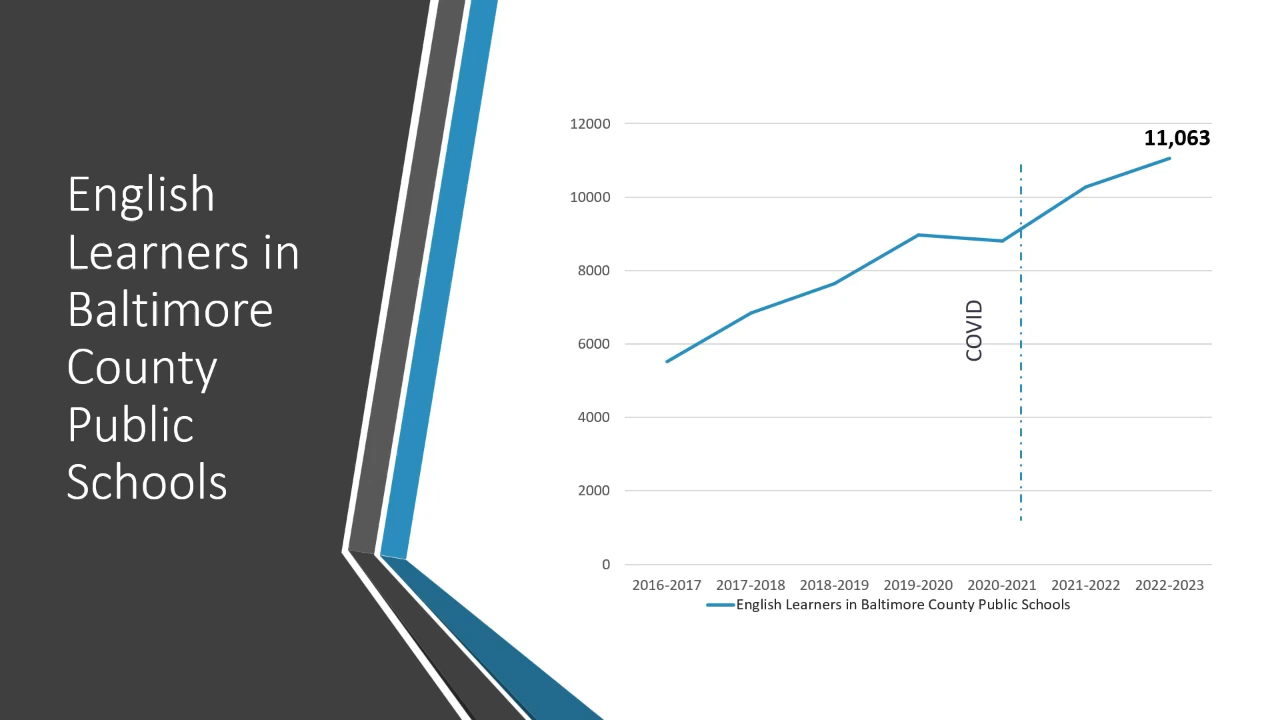 English
Learners in
Baltimore
County
Public
Schools
12000
11,063
10000
8000
COVID
6000
4000
2000
0
2016-2017 2017-2018 2018-2019 2019-2020 2020-2021 2021-2022 2022-2023
English Learners in Baltimore County Public Schools